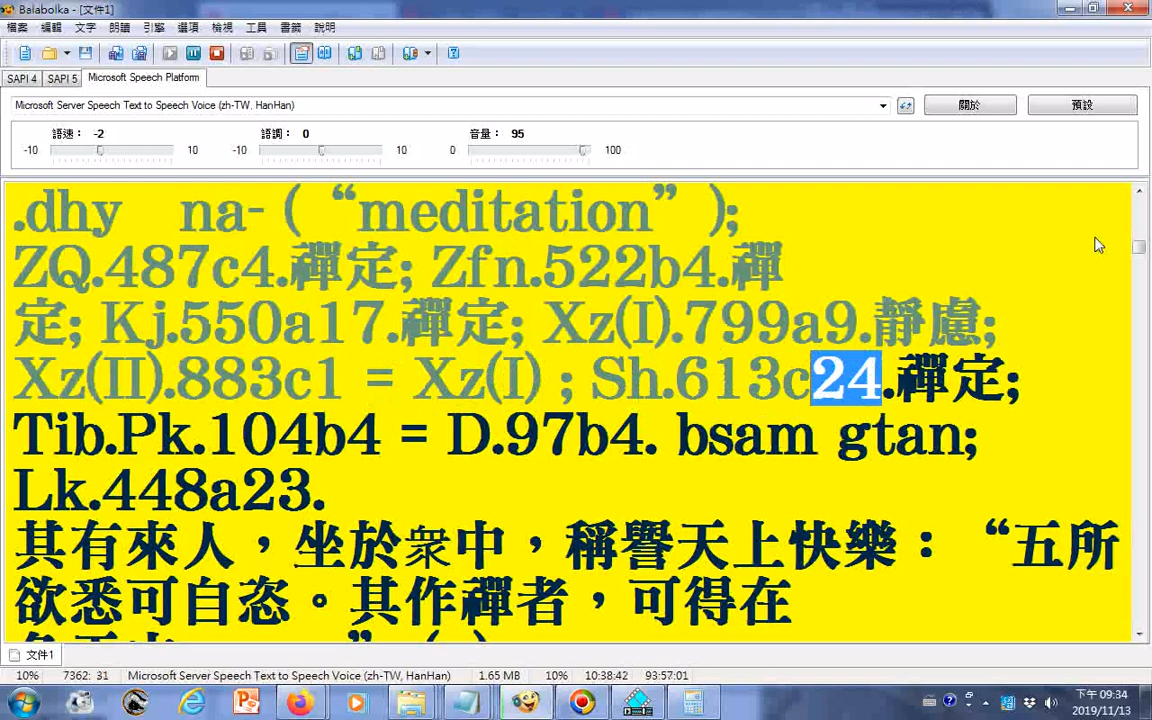 Balabolka - [文件1]
檔案 編輯 文字 朗讀 引擎 選項 檢視 工具 書籤 說明
SAPI 4 SAPI 5 Microsoft Speech Platform
Microsoft Server Speech Text to Speech Voice (zh-TW, HanHan) 關於 預設
語速： -2 語調： 0 音量： 95
-10 10 -10 10 0 100
.dhy na- (“meditation”);
ZQ.487c4.禪定; Zfn.522b4.禪
定; Kj.550a17.禪定; Xz(I).799a9.靜慮;
Xz(II).883c1 = Xz(I) ; Sh.613c24.禪定;
Tib.Pk.104b4 = D.97b4. bsam gtan;
Lk.448a23.
其有來人，坐於衆中，稱譽天上快樂：“五所
欲悉可自恣。其作禪者，可得在
文件1
10% 7362: 31 Microsoft Server Speech Text to Speech Voice (zh-TW, HanHan) 1.65 MB 10% 10:38:42 93:57:01
下午 09:34
2019/11/13